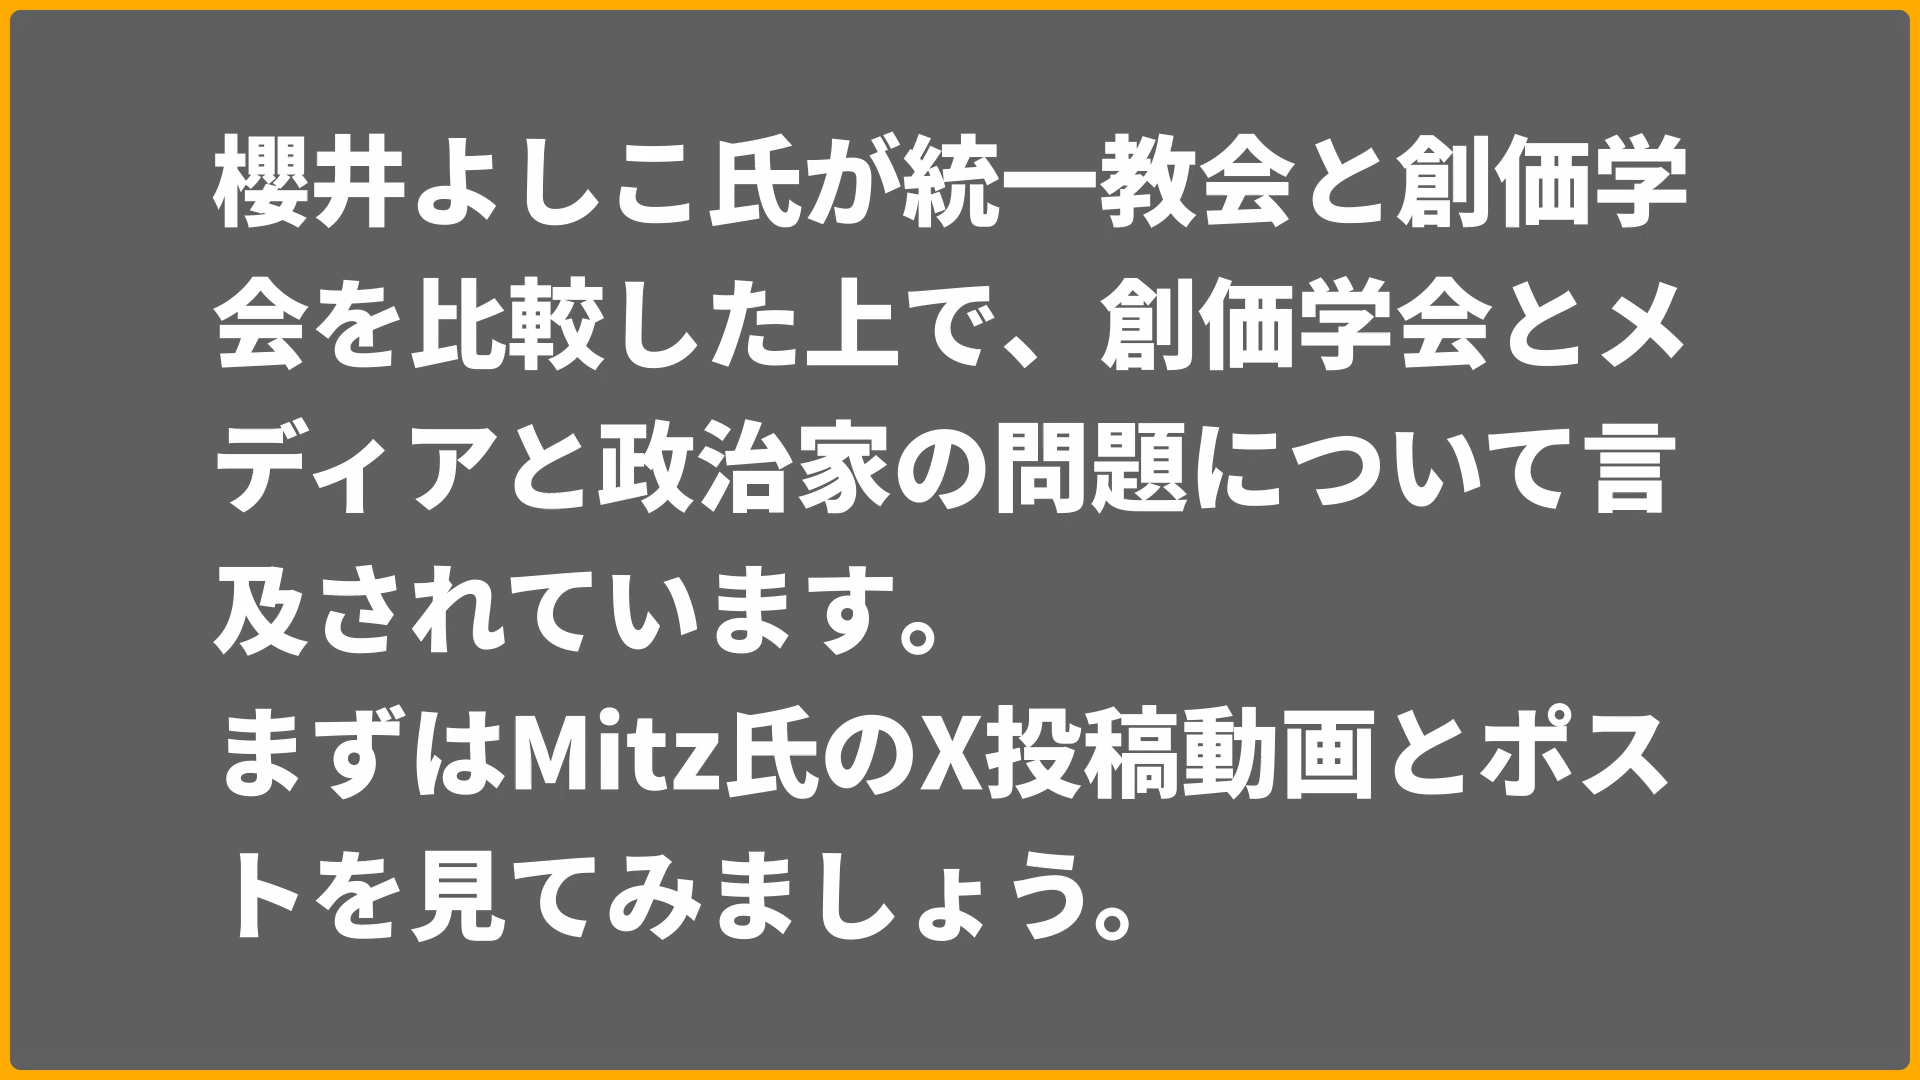 櫻井よしこ氏が統一教会と創価学
会を比較した上で、創価学会とメ
ディアと政治家の問題について言
及されています。
まずはMitz氏のX投稿動画とポス
トを見てみましょう。